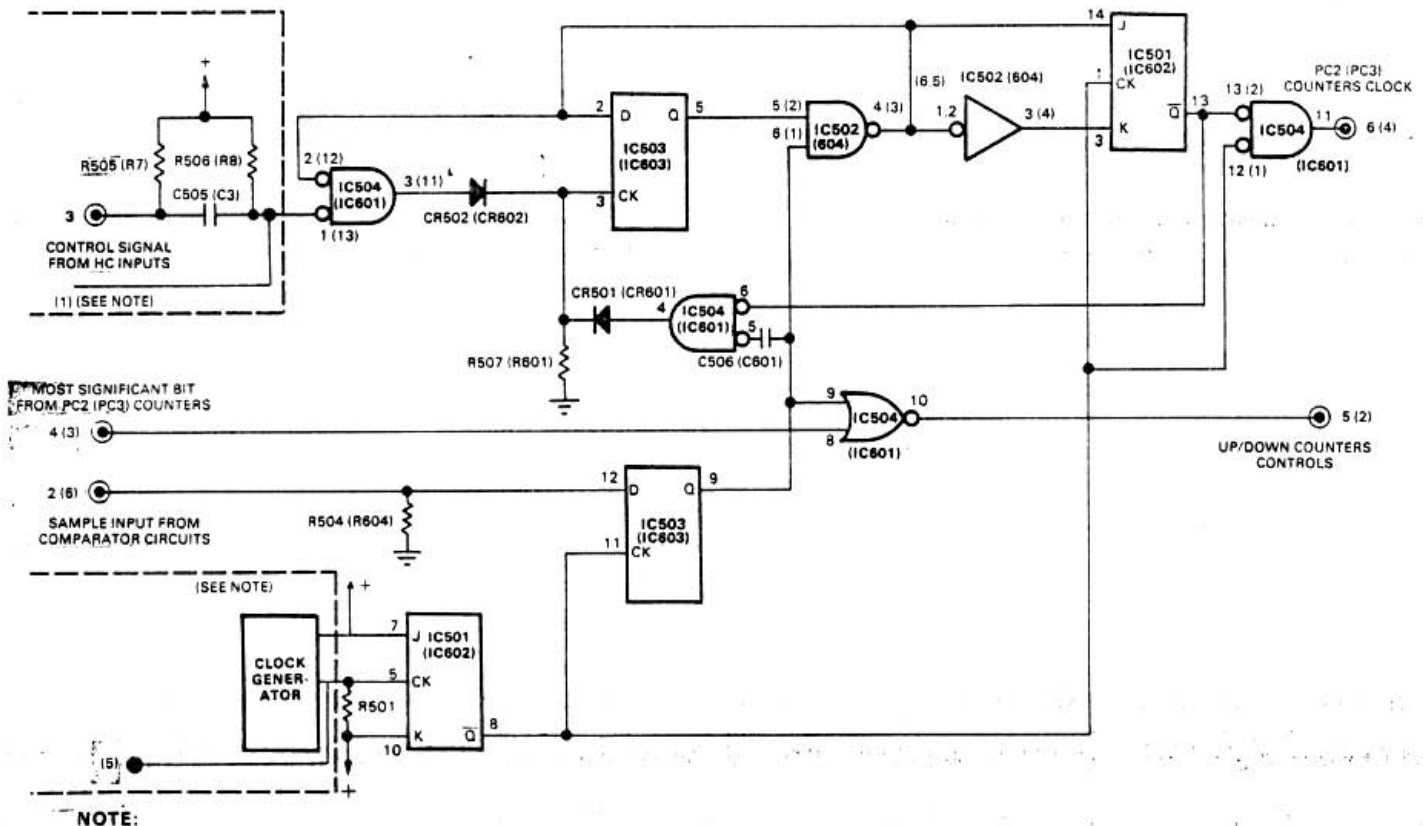 14
J
IC501
(IC602)
1
CK
Q
13
K
3
PC2 (PC3)
COUNTERS CLOCK
13 (2)
IC504
11
6 (4)
(IC601)
12 (1)
+
R505 (R7)
R506 (R8)
C505 (C3)
3
CONTROL SIGNAL
FROM HC INPUTS
(1) (SEE NOTE)
2 (12)
IC504
(IC601)
3 (11)
1 (13)
CR502 (CR602)
2
D
Q
5
IC503
(IC603)
3
CK
5 (2)
6 (1)
IC502
(604)
4 (3)
(6.5)
IC502 (604)
1.2
3 (4)
CR501 (CR601)
4
IC504
(IC601)
6
5
C506 (C601)
R507 (R601)
MOST SIGNIFICANT BIT
FROM PC2 (PC3) COUNTERS
4 (3)
9
8
IC504
10
(IC601)
5 (2)
UP/DOWN COUNTERS
CONTROLS
2 (6)
SAMPLE INPUT FROM
COMPARATOR CIRCUITS
R504 (R604)
12
D
Q
9
IC503
(IC603)
11
CK
(SEE NOTE)
+
CLOCK
GENER-
ATOR
7
J
IC501
(IC602)
5
CK
R501
K
10
Q
8
(5)
+
NOTE: